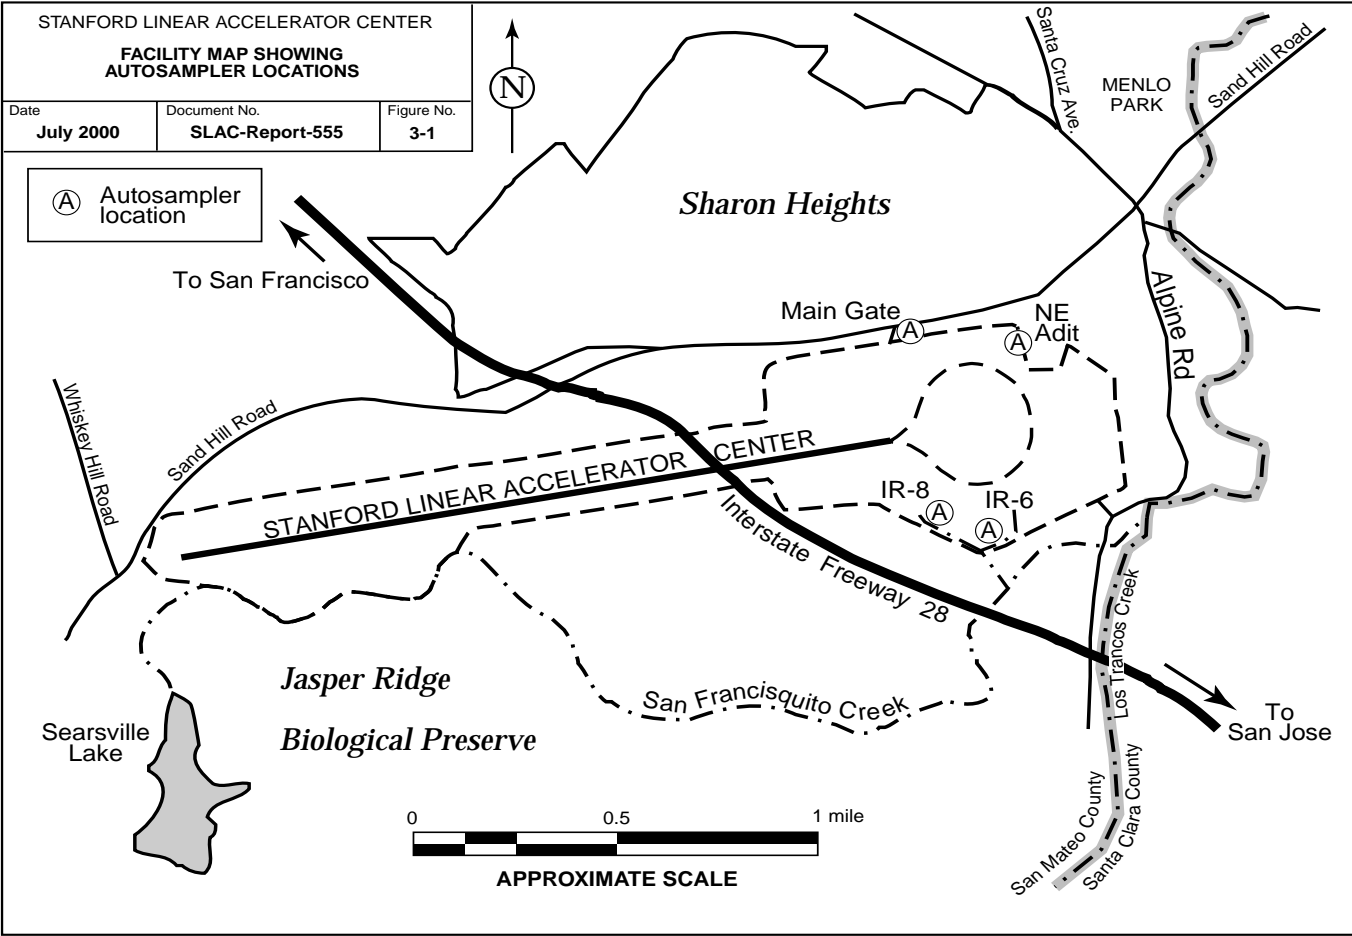 STANFORD LINEAR ACCELERATOR CENTER
FACILITY MAP SHOWING
AUTOSAMPLER LOCATIONS
Date
July 2000
Document No.
SLAC-Report-555
Figure No.
3-1
N
A
Autosampler
location
To San Francisco
Sharon Heights
Santa Cruz Ave.
MENLO
PARK
Sand Hill Road
Main Gate
A
NE
Adit
A
Alpine Rd
Whiskey Hill Road
Sand Hill Road
STANFORD LINEAR ACCELERATOR CENTER
IR-8
A
IR-6
A
Interstate Freeway 28
Los Trancos Creek
Jasper Ridge
Biological Preserve
San Francisquito Creek
Searsville
Lake
To
San Jose
San Mateo County
Santa Clara County
0
0.5
1 mile
APPROXIMATE SCALE